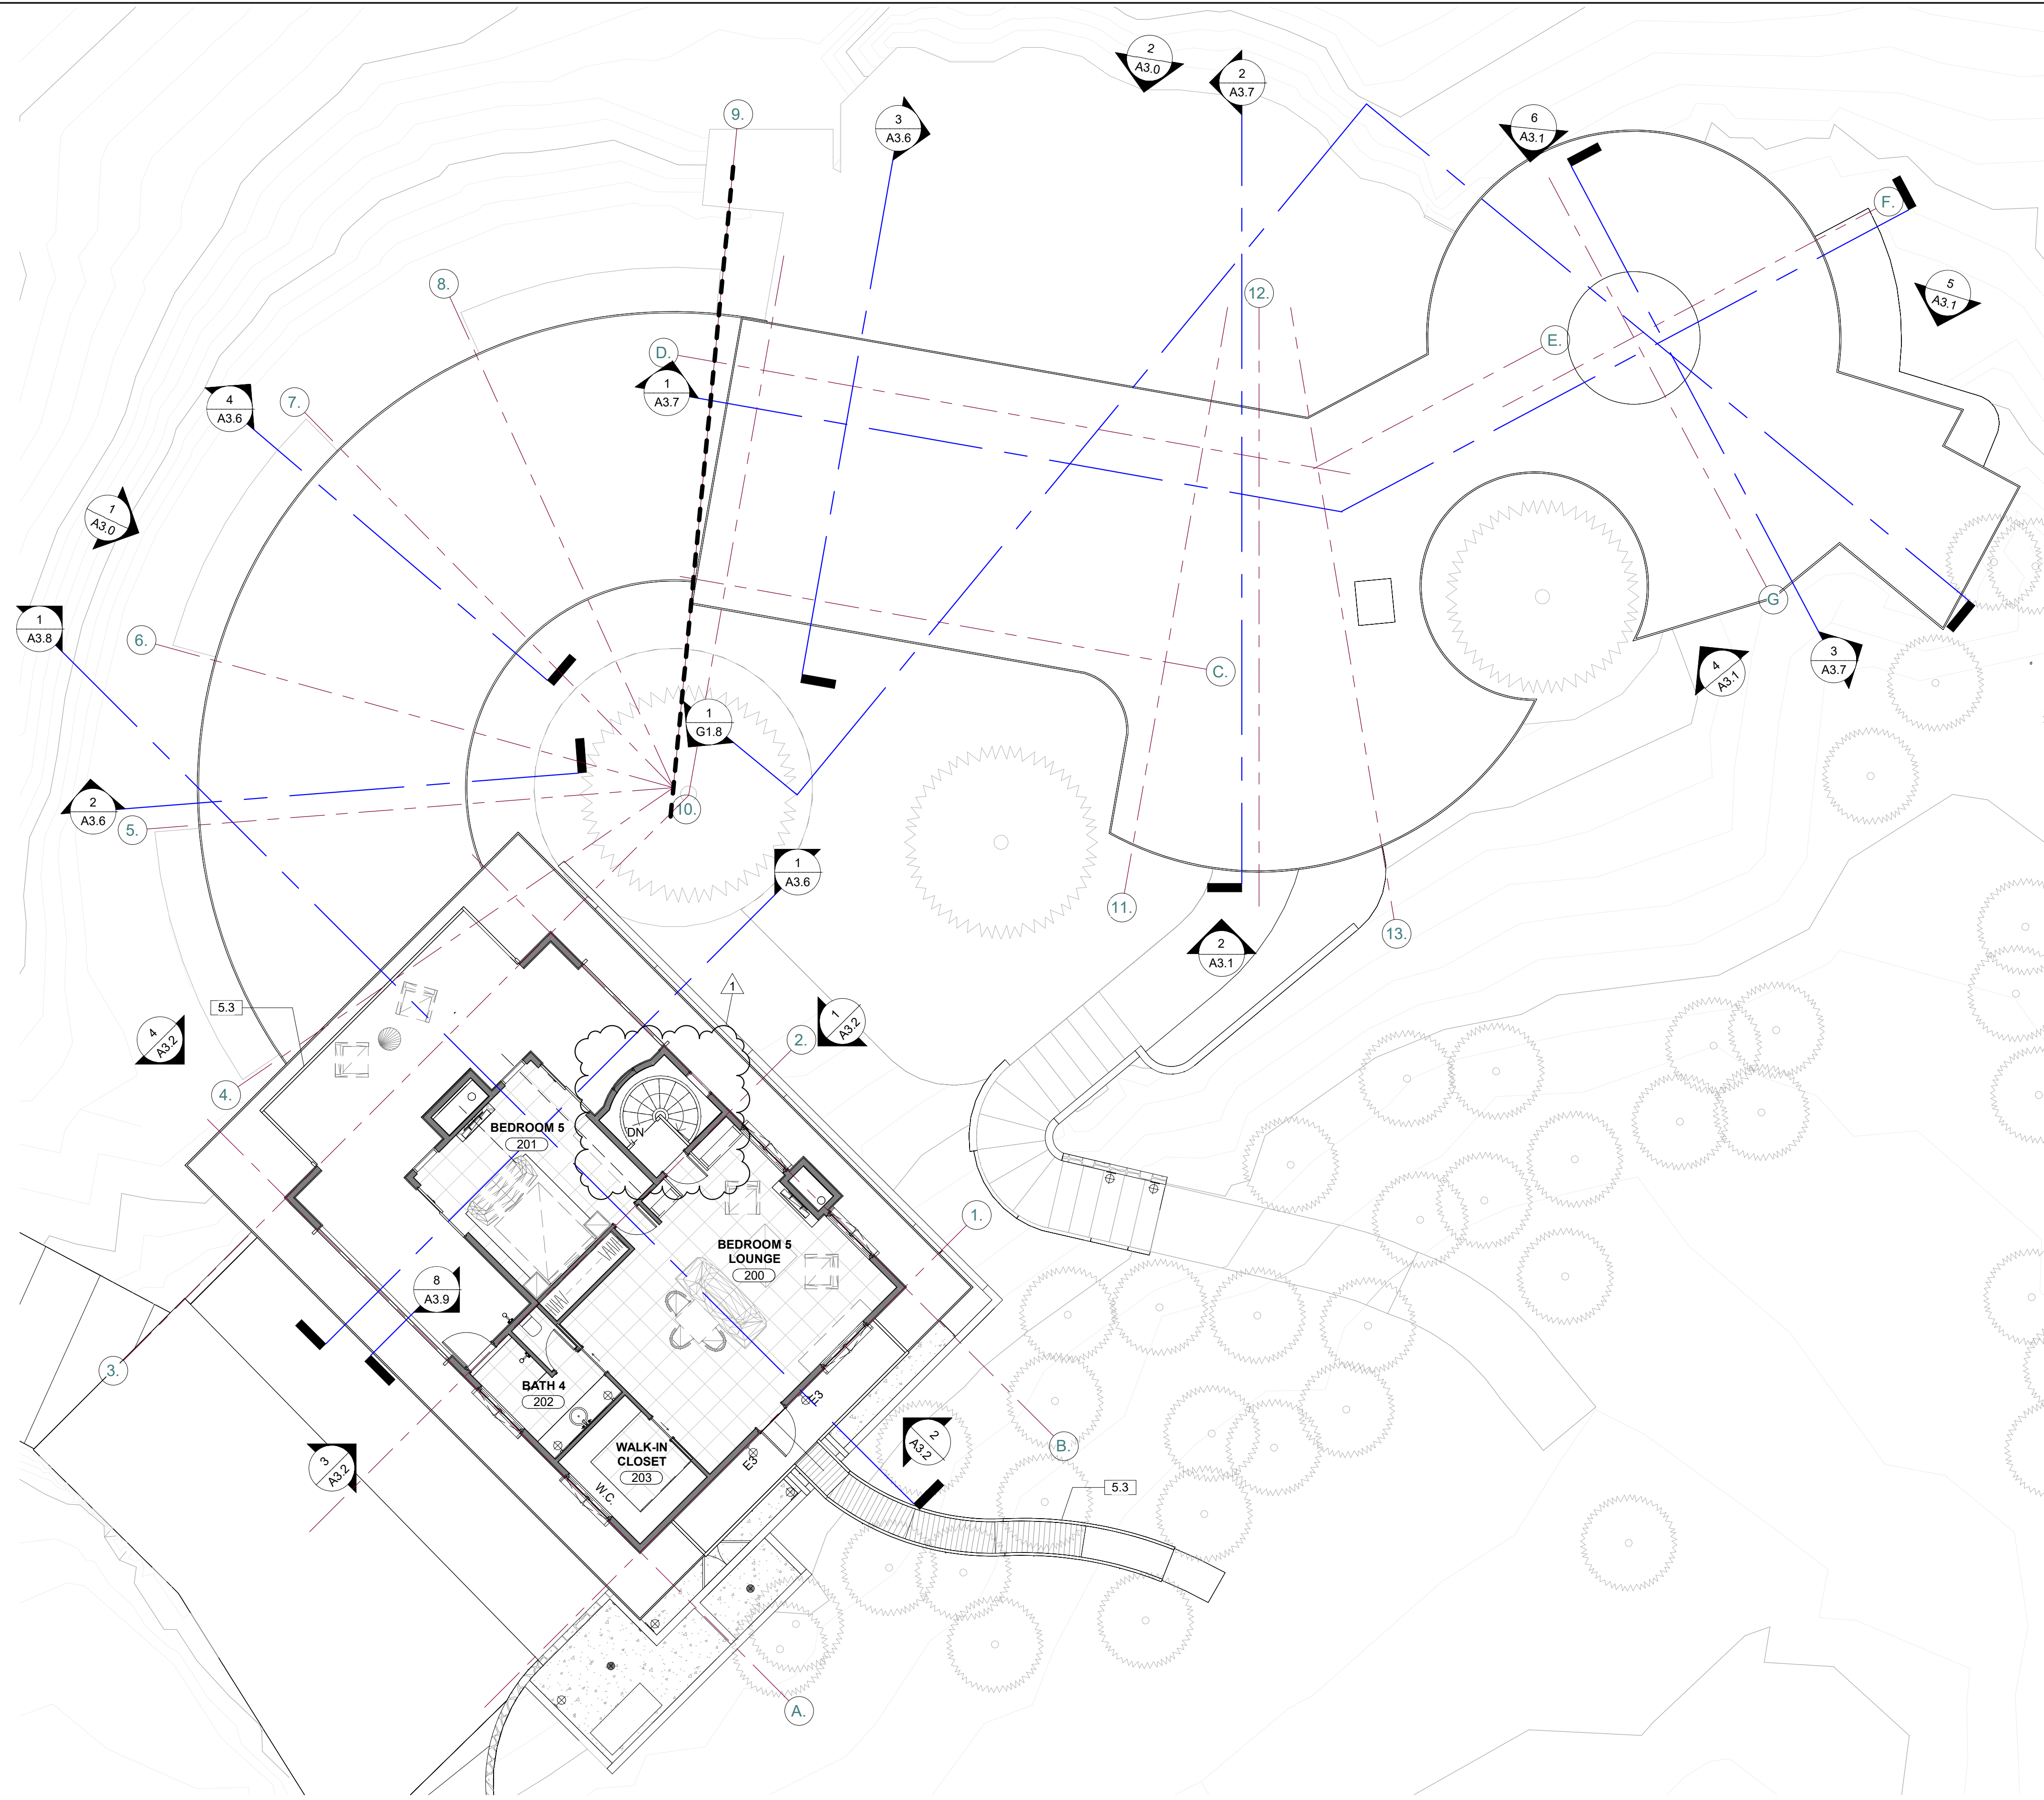 2
A3.0
2
A3.7
9.
3
A3.6
6
A3.1
F.
8.
12.
5
A3.1
D.
E.
1
A3.7
7.
4
A3.6
1
A3.0
G
1
A3.8
6.
C.
4
A3.1
3
A3.7
1
G1.8
2
A3.6
5.
10.
1
A3.6
11.
13.
2
A3.1
1
5.3
1
A3.2
2.
4
A3.2
4.
BEDROOM 5
201
DN
1.
BEDROOM 5
LOUNGE
200
8
A3.9
3.
BATH 4
202
E3
2
A3.2
B.
WALK-IN
CLOSET
203
E3
3
A3.2
W.C.
5.3
A.